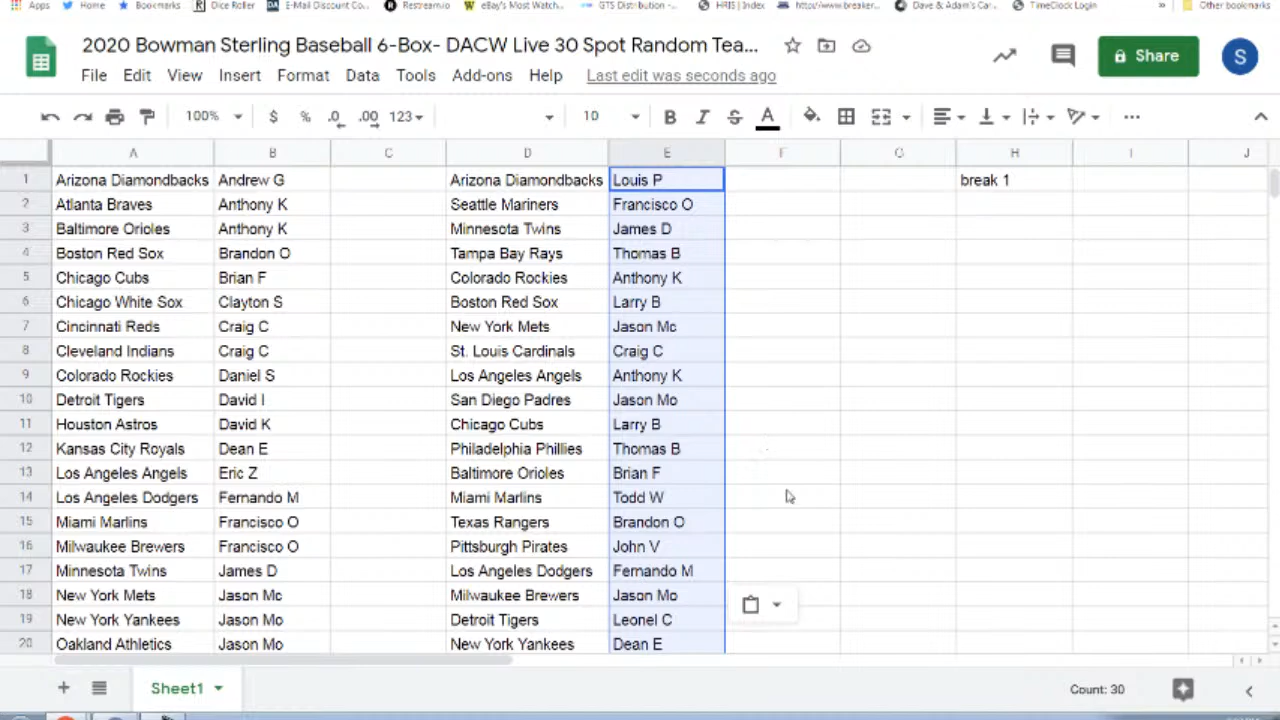 Apps Home Bookmarks Dice Roller E-Mail Discount Co... Restream.io eBay's Most Watch... GTS Distribution -... HRIS | Index http://www.breaker... Dave & Adam's Car... TimeClock Login » Other bookmarks
2020 Bowman Sterling Baseball 6-Box- DACW Live 30 Spot Random Tea...
File Edit View Insert Format Data Tools Add-ons Help Last edit was seconds ago
Share S
100% $ % .0 .00 123 10 B I S A
A B C D E F G H I J
1 Arizona Diamondbacks Andrew G Arizona Diamondbacks Louis P break 1
2 Atlanta Braves Anthony K Seattle Mariners Francisco O
3 Baltimore Orioles Anthony K Minnesota Twins James D
4 Boston Red Sox Brandon O Tampa Bay Rays Thomas B
5 Chicago Cubs Brian F Colorado Rockies Anthony K
6 Chicago White Sox Clayton S Boston Red Sox Larry B
7 Cincinnati Reds Craig C New York Mets Jason Mc
8 Cleveland Indians Craig C St. Louis Cardinals Craig C
9 Colorado Rockies Daniel S Los Angeles Angels Anthony K
10 Detroit Tigers David I San Diego Padres Jason Mo
11 Houston Astros David K Chicago Cubs Larry B
12 Kansas City Royals Dean E Philadelphia Phillies Thomas B
13 Los Angeles Angels Eric Z Baltimore Orioles Brian F
14 Los Angeles Dodgers Fernando M Miami Marlins Todd W
15 Miami Marlins Francisco O Texas Rangers Brandon O
16 Milwaukee Brewers Francisco O Pittsburgh Pirates John V
17 Minnesota Twins James D Los Angeles Dodgers Fernando M
18 New York Mets Jason Mc Milwaukee Brewers Jason Mo
19 New York Yankees Jason Mo Detroit Tigers Leonel C
20 Oakland Athletics Jason Mo New York Yankees Dean E
Sheet1 Count: 30